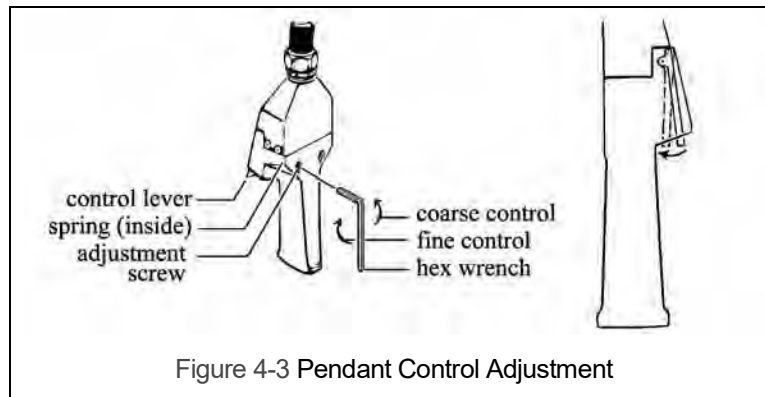 control lever
spring (inside)
adjustment
screw
coarse control
fine control
hex wrench
Figure 4-3 Pendant Control Adjustment